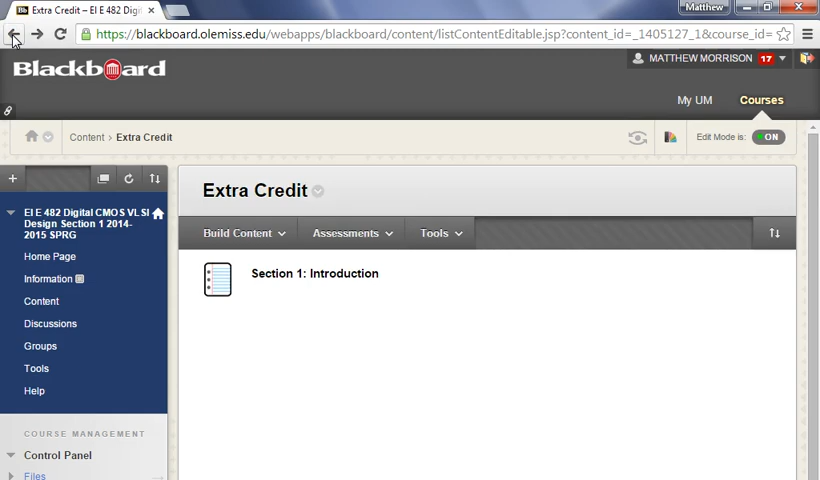 Extra Credit – El E 482 Digi
Matthew
https://blackboard.olemiss.edu/webapps/blackboard/content/listContentEditable.jsp?content_id=_1405127_1&course_id=
Blackboard
MATTHEW MORRISON 17
My UM
Courses
Content > Extra Credit
Edit Mode is: ON
El E 482 Digital CMOS VLSI
Design Section 1 2014-
2015 SPRG
Home Page
Information
Content
Discussions
Groups
Tools
Help
COURSE MANAGEMENT
Control Panel
Files
Extra Credit
Build Content
Assessments
Tools
Section 1: Introduction